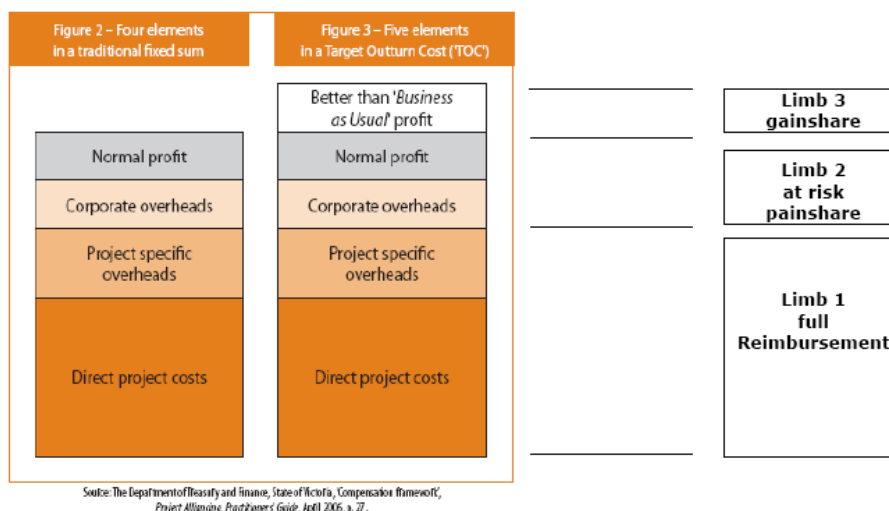 Figure 2 – Four elements
in a traditional fixed sum
Figure 3 – Five elements
in a Target Outturn Cost ('TOC')
Better than 'Business
as Usual' profit
Normal profit
Normal profit
Corporate overheads
Corporate overheads
Project specific
overheads
Project specific
overheads
Direct project costs
Direct project costs
Limb 3
gainshare
Limb 2
at risk
painshare
Limb 1
full
Reimbursement
Source: The Department of Treasury and Finance, State of Victoria, 'Compensation framework',
Project Alliancing Practitioners' Guide, April 2006, p. 27.